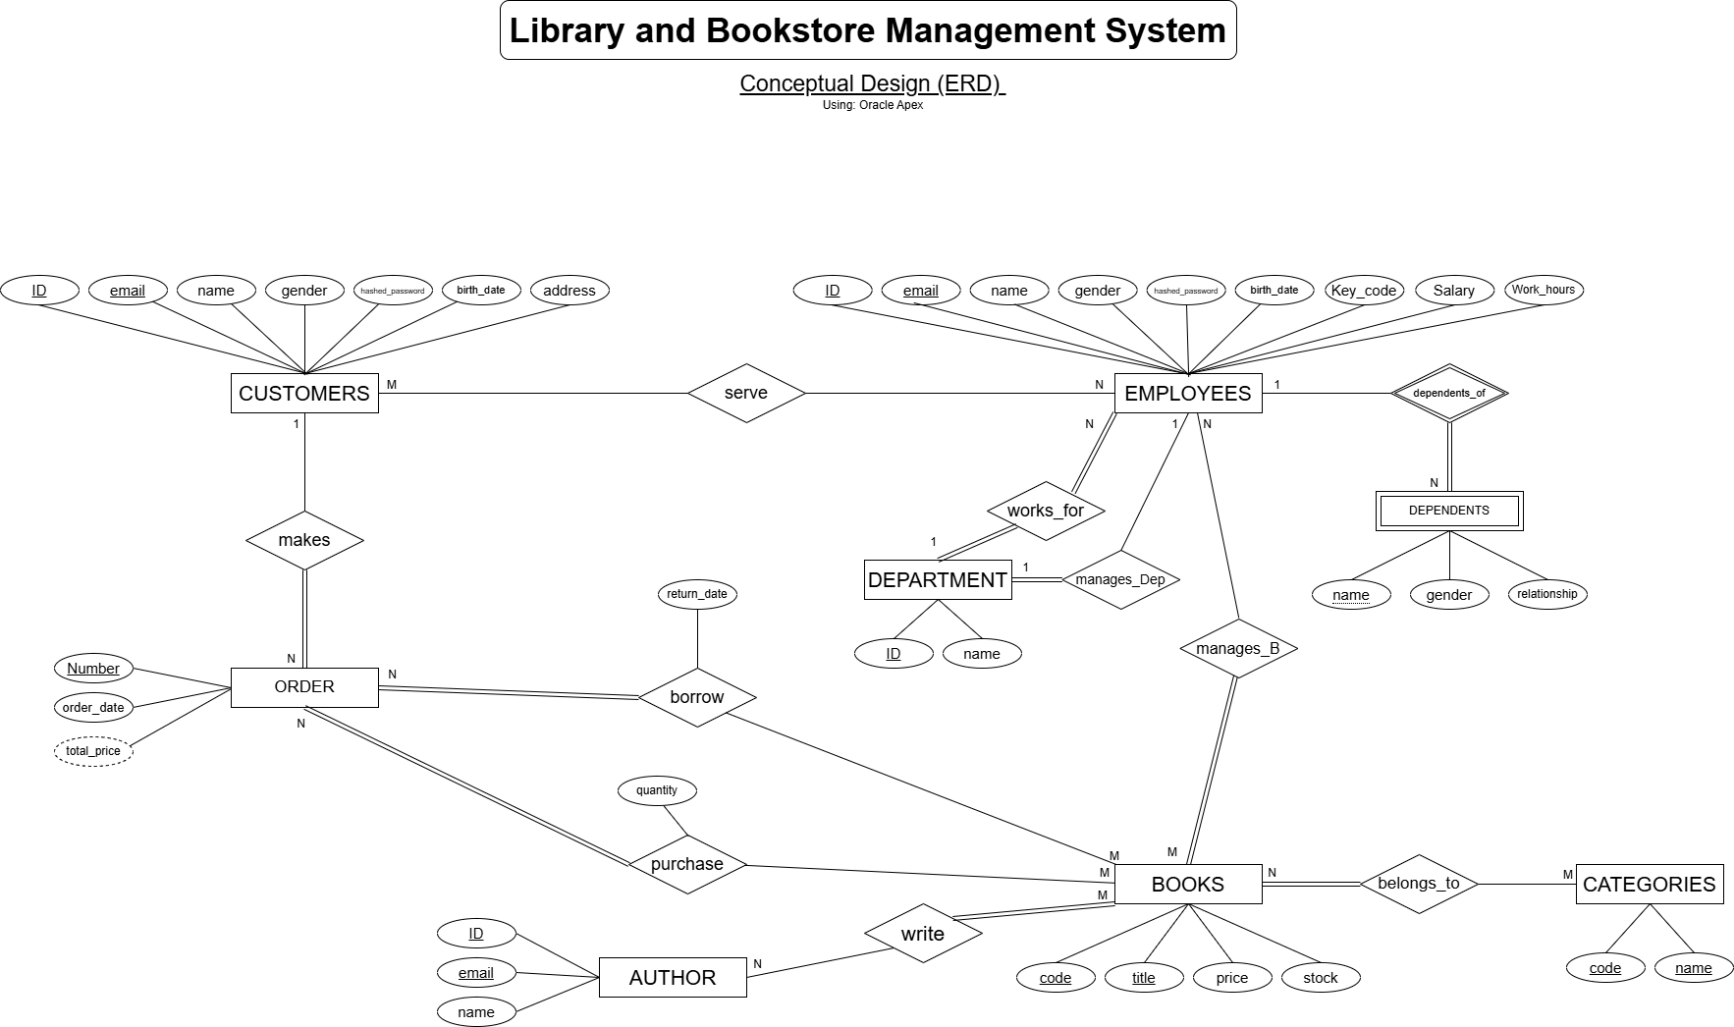 Library and Bookstore Management System
Conceptual Design (ERD)
Using: Oracle Apex
ID email name gender hashed_password birth_date address
ID email name gender hashed_password birth_date Key_code Salary Work_hours
CUSTOMERS M serve N EMPLOYEES 1 dependents_of
1 N 1 N
N
works_for DEPENDENTS
makes 1
1
DEPARTMENT manages_Dep
return_date name gender relationship
ID name manages_B
N N
Number ORDER borrow
order_date
N
total_price
quantity
M M
purchase M N M
BOOKS belongs_to CATEGORIES
M
write
ID
N
email AUTHOR code title price stock code name
name